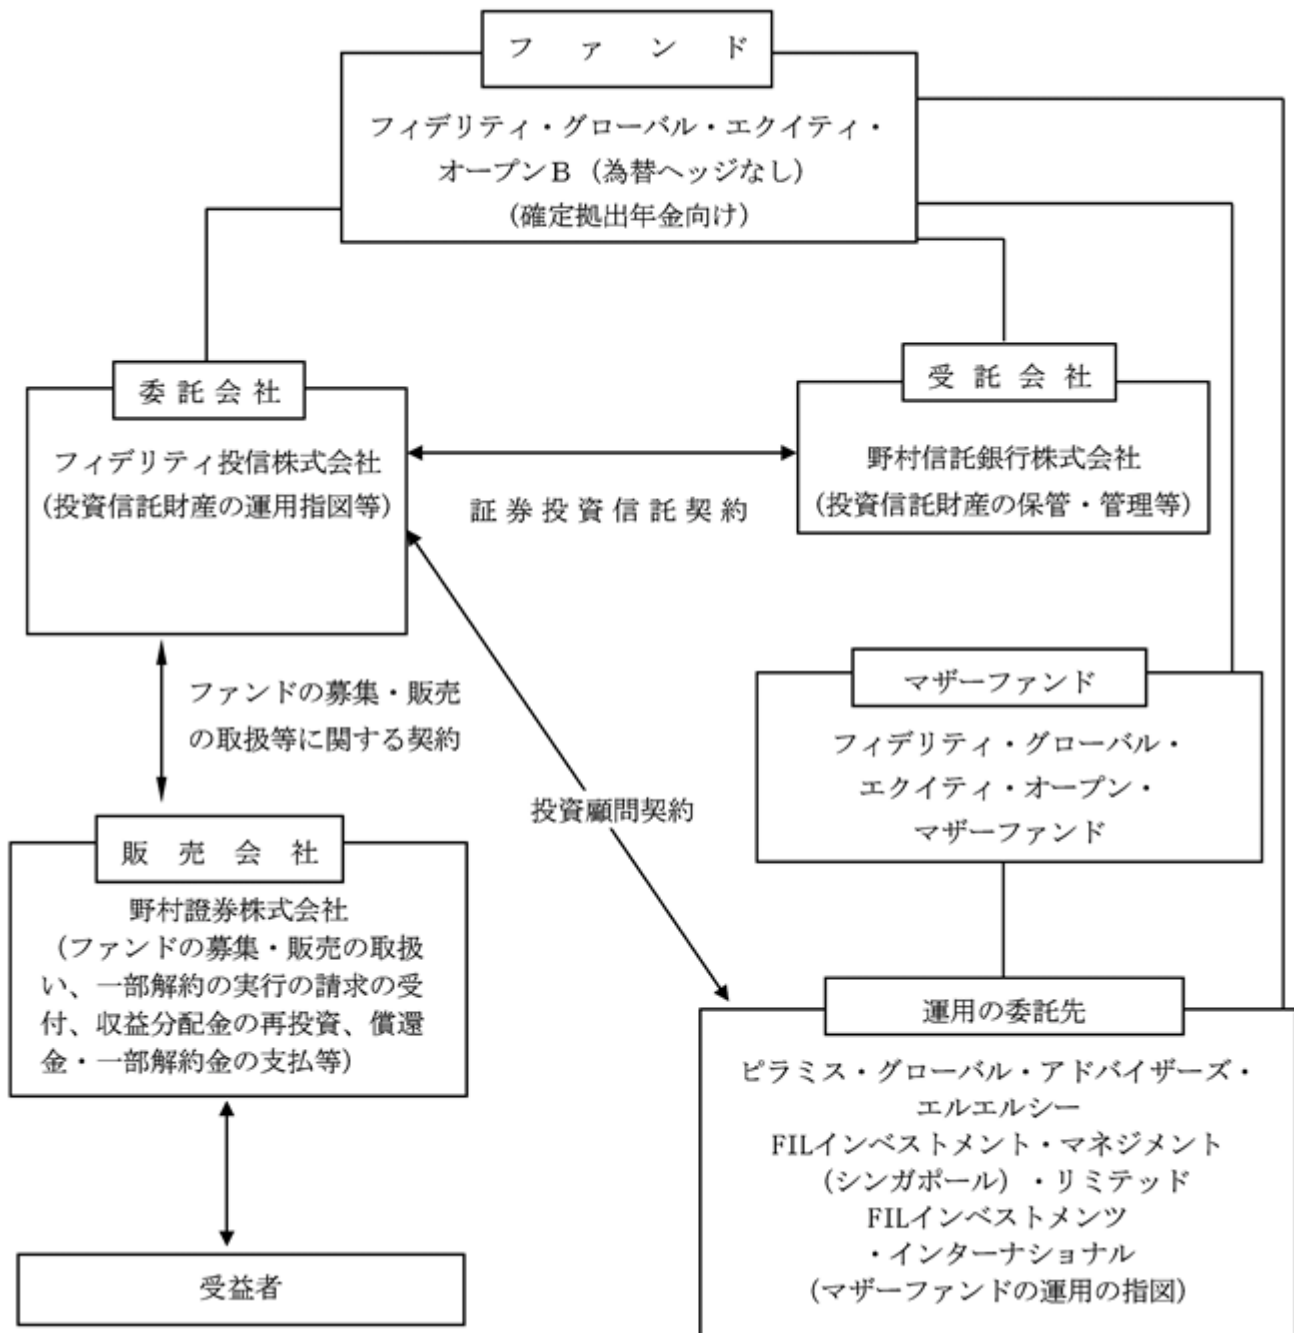 ファンド
フィデリティ・グローバル・エクイティ・
オープンB（為替ヘッジなし）
（確定拠出年金向け）
委託会社
フィデリティ投信株式会社
（投資信託財産の運用指図等）
証券投資信託契約
受託会社
野村信託銀行株式会社
（投資信託財産の保管・管理等）
ファンドの募集・販売
の取扱等に関する契約
投資顧問契約
マザーファンド
フィデリティ・グローバル・
エクイティ・オープン・
マザーファンド
販売会社
野村證券株式会社
（ファンドの募集・販売の取扱
い、一部解約の実行の請求の受
付、収益分配金の再投資、償還
金・一部解約金の支払等）
運用の委託先
ピラミス・グローバル・アドバイザーズ・
エルエルシー
FILインベストメント・マネジメント
（シンガポール）・リミテッド
FILインベストメンツ
・インターナショナル
（マザーファンドの運用の指図）
受益者